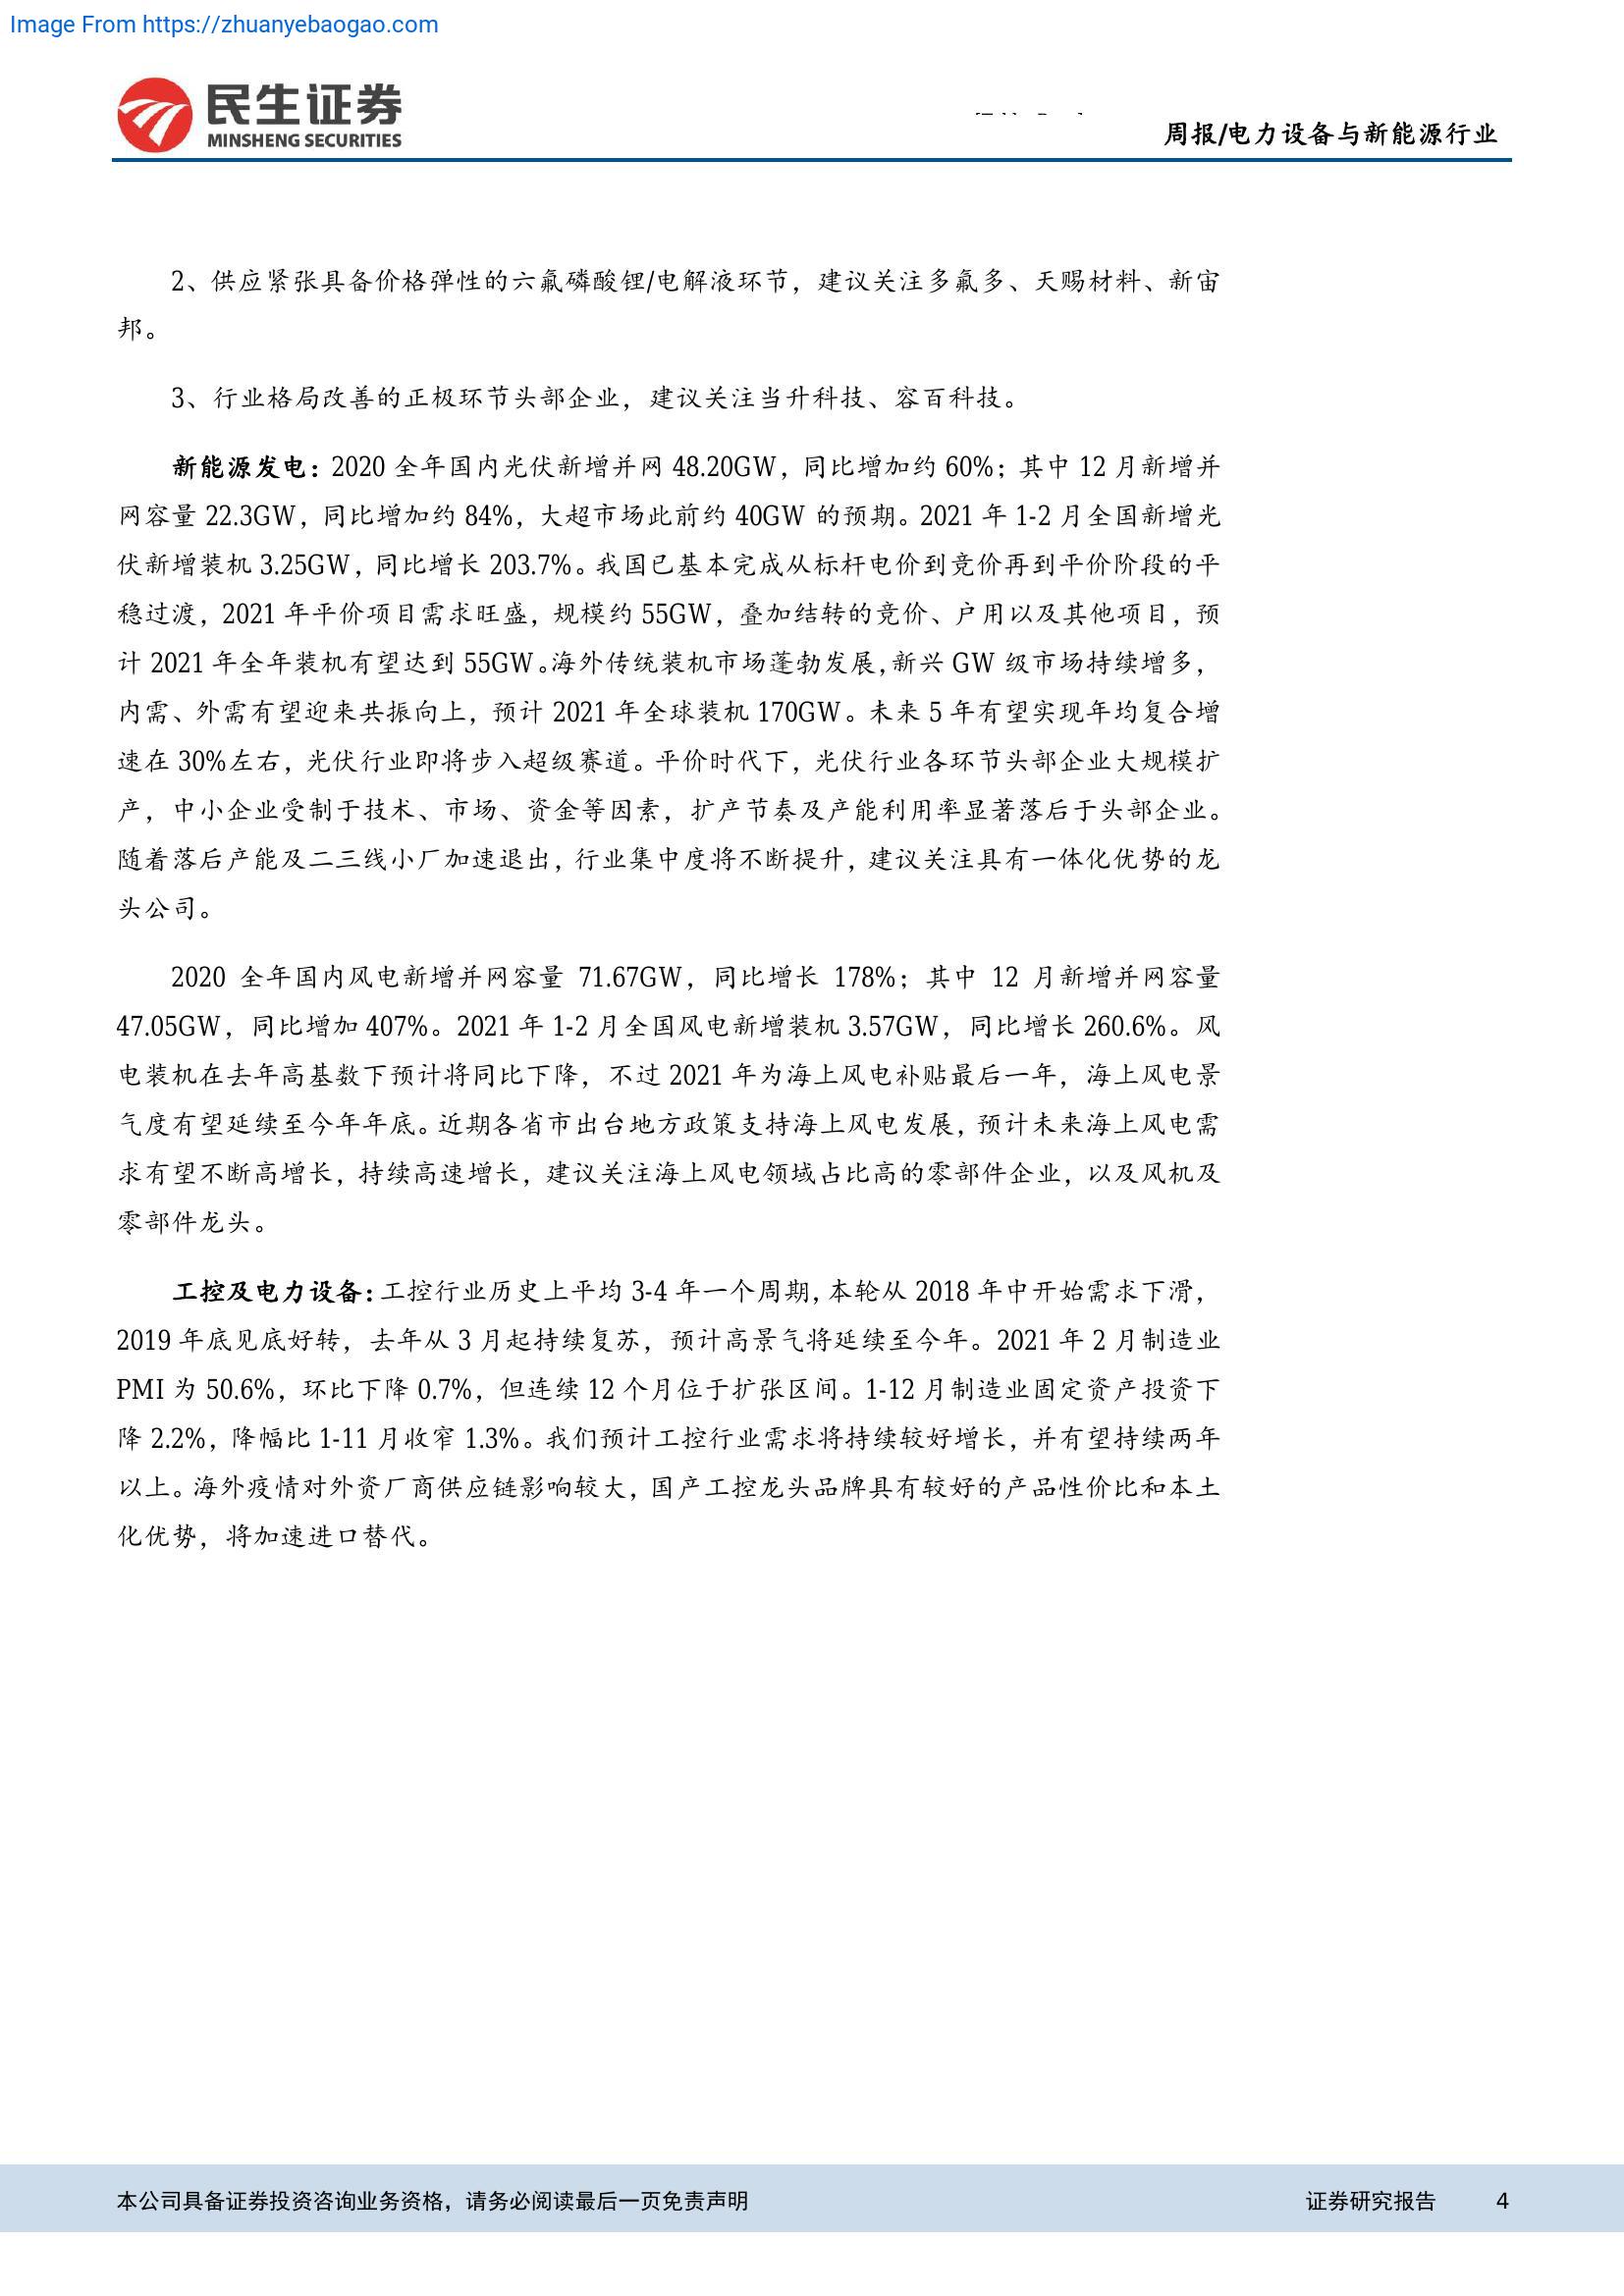 Image From https://zhuanyebaogao.com
民生证券
MINSHENG SECURITIES
周报/电力设备与新能源行业
2、供应紧张具备价格弹性的六氟磷酸锂/电解液环节，建议关注多氟多、天赐材料、新宙
邦。
3、行业格局改善的正极环节头部企业，建议关注当升科技、容百科技。
新能源发电：2020 全年国内光伏新增并网 48.20GW，同比增加约 60%；其中 12 月新增并
网容量 22.3GW，同比增加约 84%，大超市场此前约 40GW 的预期。2021 年 1-2 月全国新增光
伏新增装机 3.25GW，同比增长 203.7%。我国已基本完成从标杆电价到竞价再到平价阶段的平
稳过渡，2021 年平价项目需求旺盛，规模约 55GW，叠加结转的竞价、户用以及其他项目，预
计 2021 年全年装机有望达到 55GW。海外传统装机市场蓬勃发展，新兴 GW 级市场持续增多，
内需、外需有望迎来共振向上，预计 2021 年全球装机 170GW。未来 5 年有望实现年均复合增
速在 30%左右，光伏行业即将步入超级赛道。平价时代下，光伏行业各环节头部企业大规模扩
产，中小企业受制于技术、市场、资金等因素，扩产节奏及产能利用率显著落后于头部企业。
随着落后产能及二三线小厂加速退出，行业集中度将不断提升，建议关注具有一体化优势的龙
头公司。
2020 全年国内风电新增并网容量 71.67GW，同比增长 178%；其中 12 月新增并网容量
47.05GW，同比增加 407%。2021 年 1-2 月全国风电新增装机 3.57GW，同比增长 260.6%。风
电装机在去年高基数下预计将同比下降，不过 2021 年为海上风电补贴最后一年，海上风电景
气度有望延续至今年年底。近期各省市出台地方政策支持海上风电发展，预计未来海上风电需
求有望不断高增长，持续高速增长，建议关注海上风电领域占比高的零部件企业，以及风机及
零部件龙头。
工控及电力设备：工控行业历史上平均 3-4 年一个周期，本轮从 2018 年中开始需求下滑，
2019 年底见底好转，去年从 3 月起持续复苏，预计高景气将延续至今年。2021 年 2 月制造业
PMI 为 50.6%，环比下降 0.7%，但连续 12 个月位于扩张区间。1-12 月制造业固定资产投资下
降 2.2%，降幅比 1-11 月收窄 1.3%。我们预计工控行业需求将持续较好增长，并有望持续两年
以上。海外疫情对外资厂商供应链影响较大，国产工控龙头品牌具有较好的产品性价比和本土
化优势，将加速进口替代。
本公司具备证券投资咨询业务资格，请务必阅读最后一页免责声明
证券研究报告 4